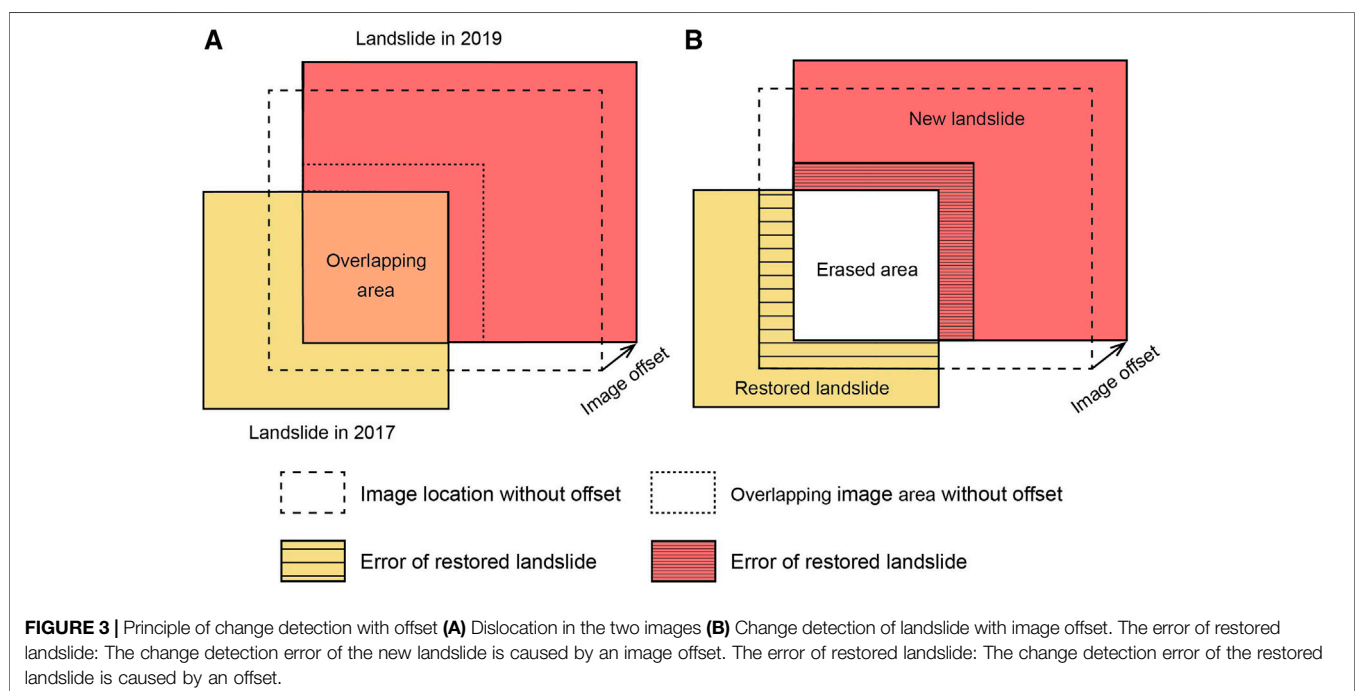 A
Landslide in 2019
B
New landslide
Overlapping
area
Erased area
Image offset
Image offset
Restored landslide
Landslide in 2017
Image location without offset
Overlapping image area without offset
Error of restored landslide
Error of restored landslide
FIGURE 3 | Principle of change detection with offset (A) Dislocation in the two images (B) Change detection of landslide with image offset. The error of restored
landslide: The change detection error of the new landslide is caused by an image offset. The error of restored landslide: The change detection error of the restored
landslide is caused by an offset.